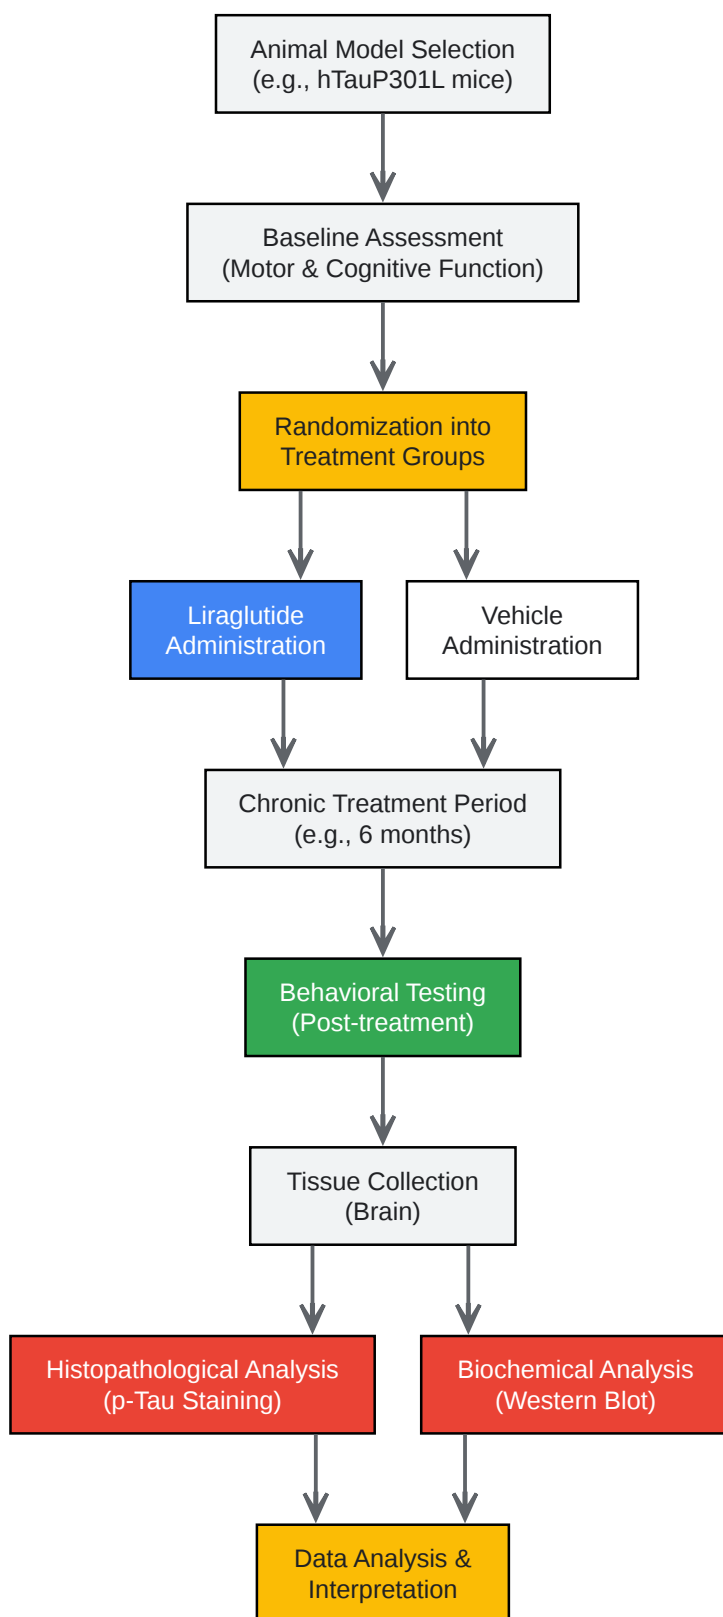 Animal Model Selection
(e.g., hTauP301L mice)
Baseline Assessment
(Motor & Cognitive Function)
Randomization into
Treatment Groups
Liraglutide
Administration
Vehicle
Administration
Chronic Treatment Period
(e.g., 6 months)
Behavioral Testing
(Post-treatment)
Tissue Collection
(Brain)
Histopathological Analysis
(p-Tau Staining)
Biochemical Analysis
(Western Blot)
Data Analysis &
Interpretation